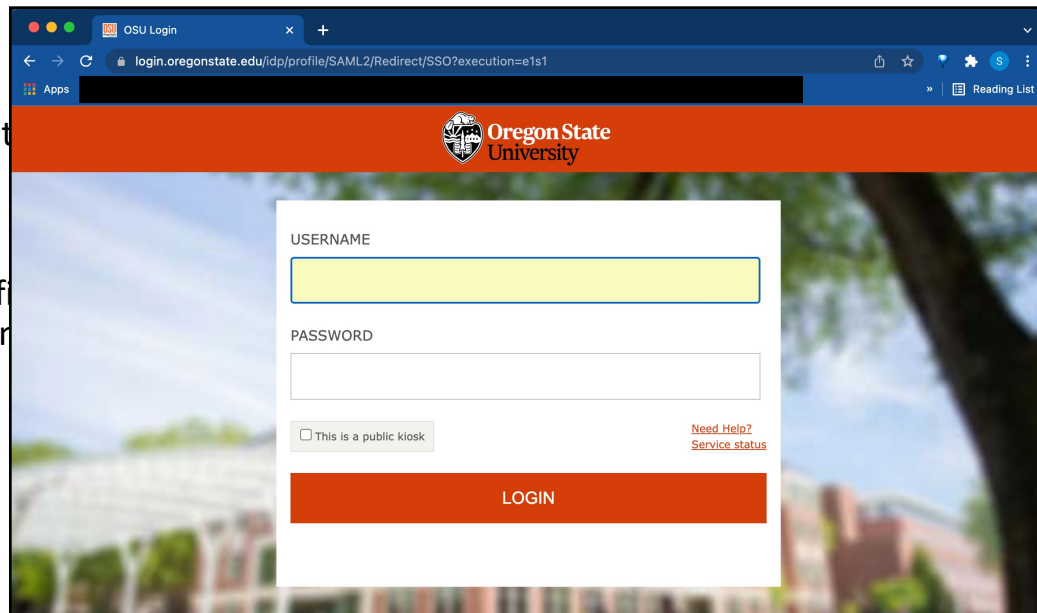 OSU Login
login.oregonstate.edu/idp/profile/SAML2/Redirect/SSO?execution=e1s1
S
Apps
» Reading List
Oregon State
University
USERNAME
PASSWORD
This is a public kiosk
Need Help?
Service status
LOGIN